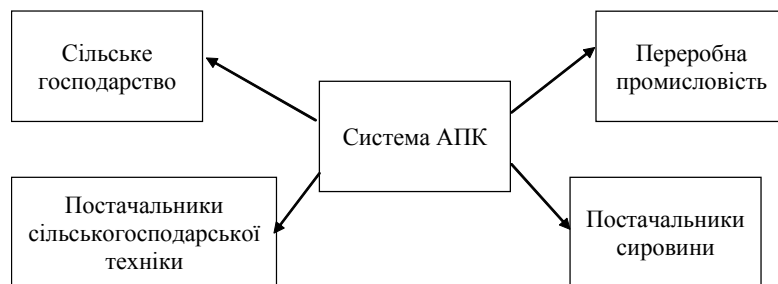 Сільське
господарство
Переробна
промисловість
Система АПК
Постачальники
сільськогосподарської
техніки
Постачальники
сировини